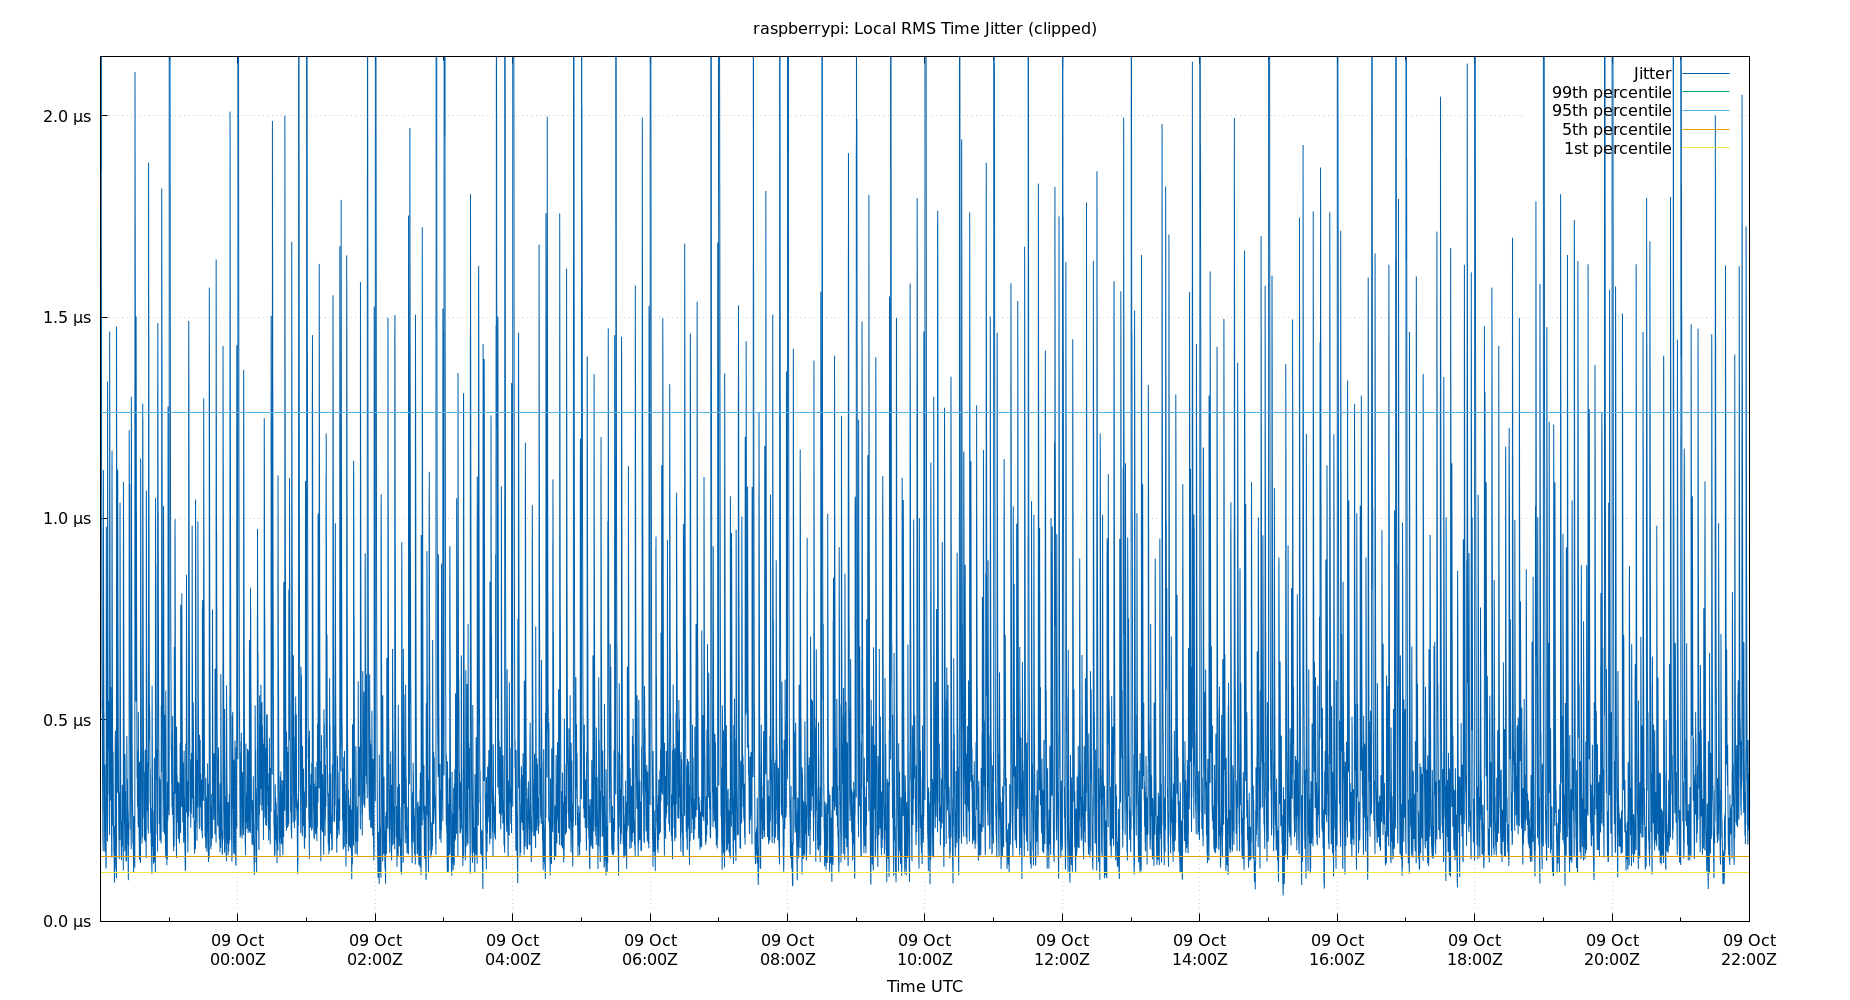 raspberrypi: Local RMS Time Jitter (clipped)
Jitter
99th percentile
95th percentile
5th percentile
1st percentile
2.0 µs
1.5 µs
1.0 µs
0.5 µs
0.0 µs
09 Oct 09 Oct 09 Oct 09 Oct 09 Oct 09 Oct 09 Oct 09 Oct 09 Oct 09 Oct 09 Oct 09 Oct
00:00Z 02:00Z 04:00Z 06:00Z 08:00Z 10:00Z 12:00Z 14:00Z 16:00Z 18:00Z 20:00Z 22:00Z
Time UTC